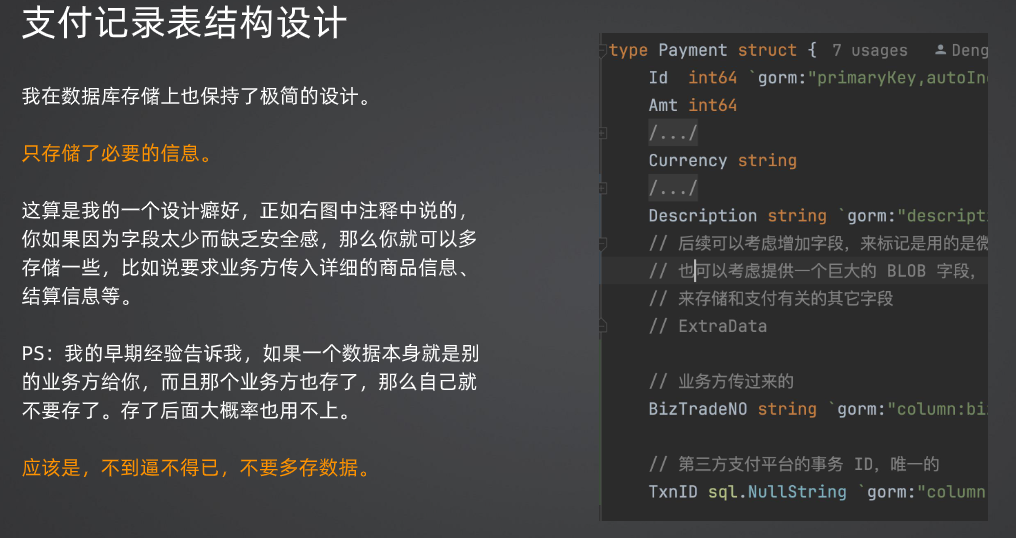 支付记录表结构设计
我在数据库存储上也保持了极简的设计。
只存储了必要的信息。
这算是我的一个设计癖好，正如右图中注释中说的，
你如果因为字段太少而缺乏安全感，那么你就可以多
存储一些，比如说要求业务方传入详细的商品信息、
结算信息等。
PS：我的早期经验告诉我，如果一个数据本身就是别
的业务方给你，而且那个业务方也存了，那么自己就
不要存了。存了后面大概率也用不上。
应该是，不到逼不得已，不要多存数据。
type Payment struct { 7 usages Deng
Id int64 `gorm:"primaryKey,autoInc
Amt int64
/.../
Currency string
/.../
Description string `gorm:"descripti
// 后续可以考虑增加字段，来标记是用的是微
// 也可以考虑提供一个巨大的 BLOB 字段，
// 来存储和支付有关的其它字段
// ExtraData
// 业务方传过来的
BizTradeNO string `gorm:"column:biz
// 第三方支付平台的事务 ID，唯一的
TxnID sql.NullString `gorm:"column